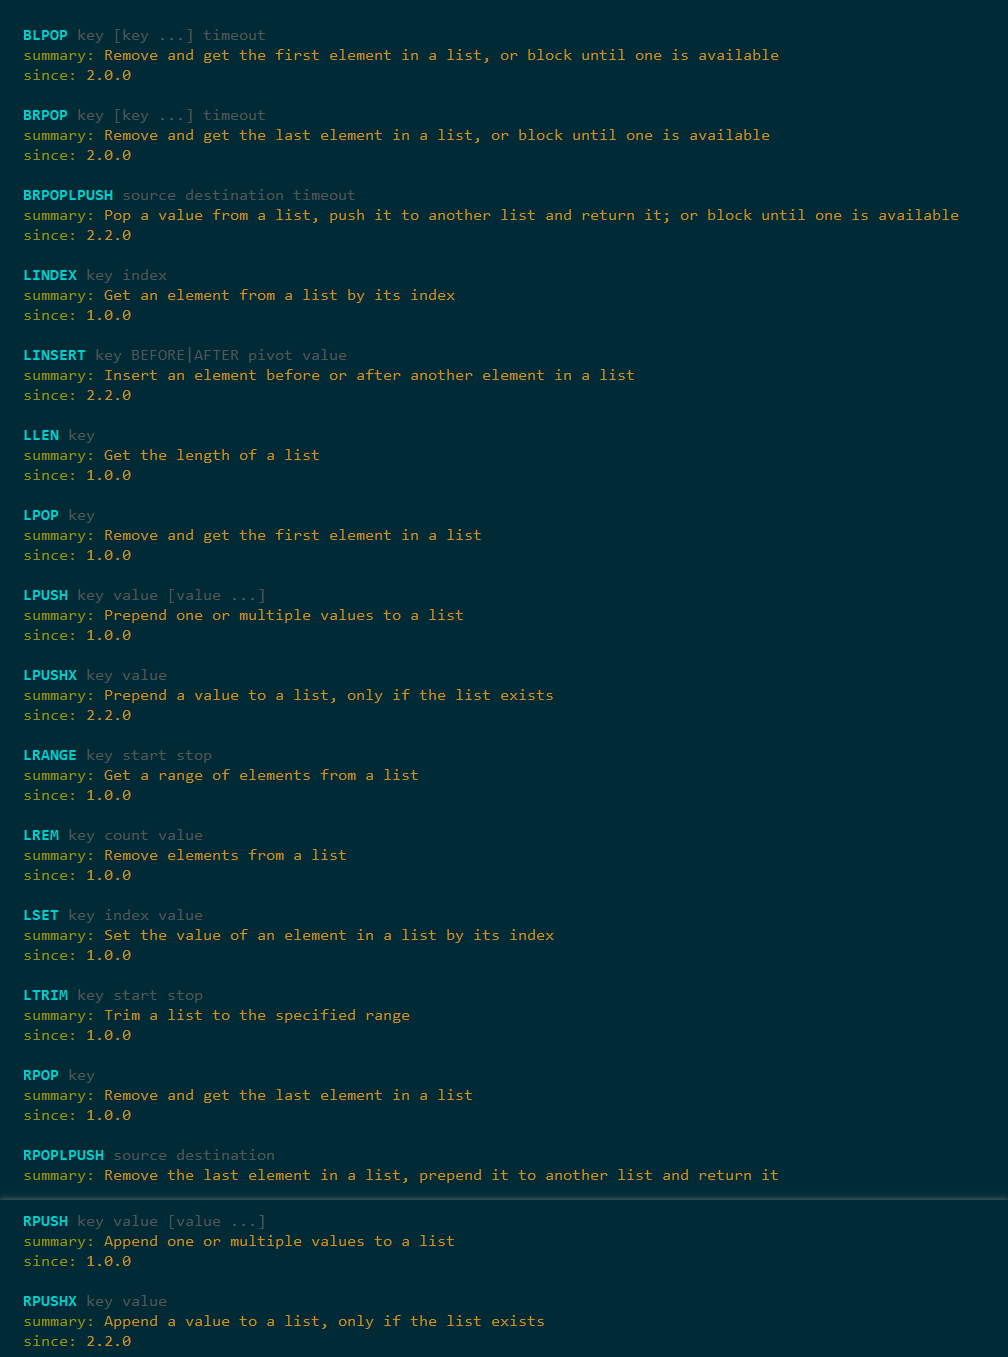 BLPOP key [key ...] timeout
summary: Remove and get the first element in a list, or block until one is available
since: 2.0.0
BRPOP key [key ...] timeout
summary: Remove and get the last element in a list, or block until one is available
since: 2.0.0
BRPOPLPUSH source destination timeout
summary: Pop a value from a list, push it to another list and return it; or block until one is available
since: 2.2.0
LINDEX key index
summary: Get an element from a list by its index
since: 1.0.0
LINSERT key BEFORE|AFTER pivot value
summary: Insert an element before or after another element in a list
since: 2.2.0
LLEN key
summary: Get the length of a list
since: 1.0.0
LPOP key
summary: Remove and get the first element in a list
since: 1.0.0
LPUSH key value [value ...]
summary: Prepend one or multiple values to a list
since: 1.0.0
LPUSHX key value
summary: Prepend a value to a list, only if the list exists
since: 2.2.0
LRANGE key start stop
summary: Get a range of elements from a list
since: 1.0.0
LREM key count value
summary: Remove elements from a list
since: 1.0.0
LSET key index value
summary: Set the value of an element in a list by its index
since: 1.0.0
LTRIM key start stop
summary: Trim a list to the specified range
since: 1.0.0
RPOP key
summary: Remove and get the last element in a list
since: 1.0.0
RPOPLPUSH source destination
summary: Remove the last element in a list, prepend it to another list and return it
RPUSH key value [value ...]
summary: Append one or multiple values to a list
since: 1.0.0
RPUSHX key value
summary: Append a value to a list, only if the list exists
since: 2.2.0